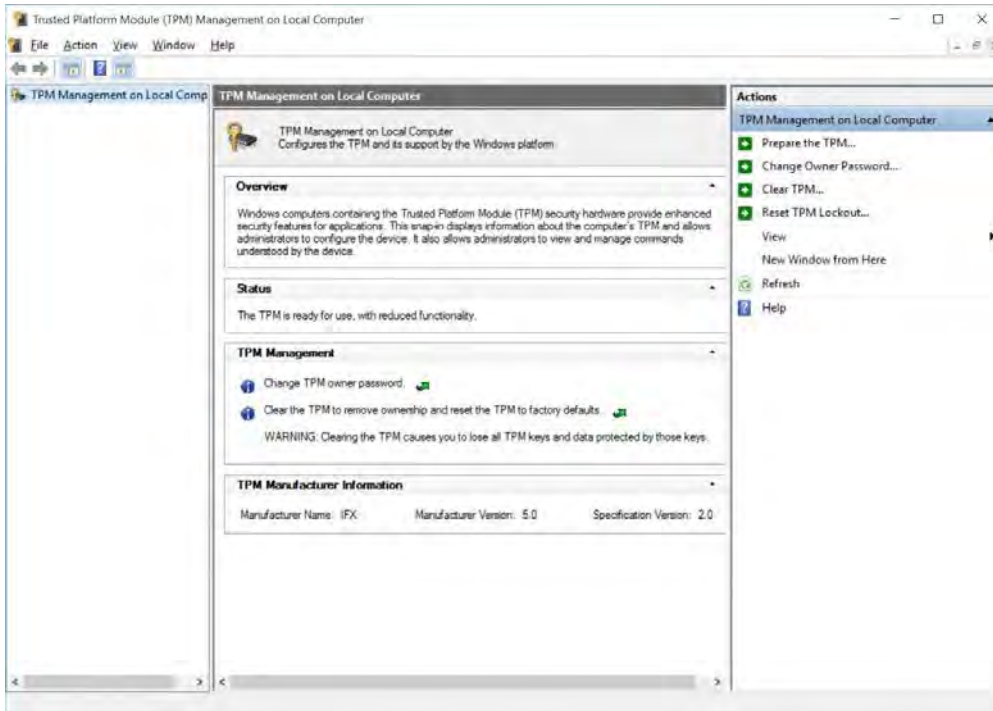 Trusted Platform Module (TPM) Management on Local Computer
File Action View Window Help
TPM Management on Local Comp
TPM Management on Local Computer
TPM Management on Local Computer
Configures the TPM and its support by the Windows platform
Overview
Windows computers containing the Trusted Platform Module (TPM) security hardware provide enhanced
security features for applications. This snap-in displays information about the computer's TPM and allows
administrators to configure the device. It also allows administrators to view and manage commands
understood by the device.
Status
The TPM is ready for use, with reduced functionality.
TPM Management
Change TPM owner password.
Clear the TPM to remove ownership and reset the TPM to factory defaults.
WARNING: Clearing the TPM causes you to lose all TPM keys and data protected by those keys.
TPM Manufacturer Information
Manufacturer Name: IFX Manufacturer Version: 5.0 Specification Version: 2.0
Actions
TPM Management on Local Computer
Prepare the TPM...
Change Owner Password...
Clear TPM...
Reset TPM Lockout...
View
New Window from Here
Refresh
Help